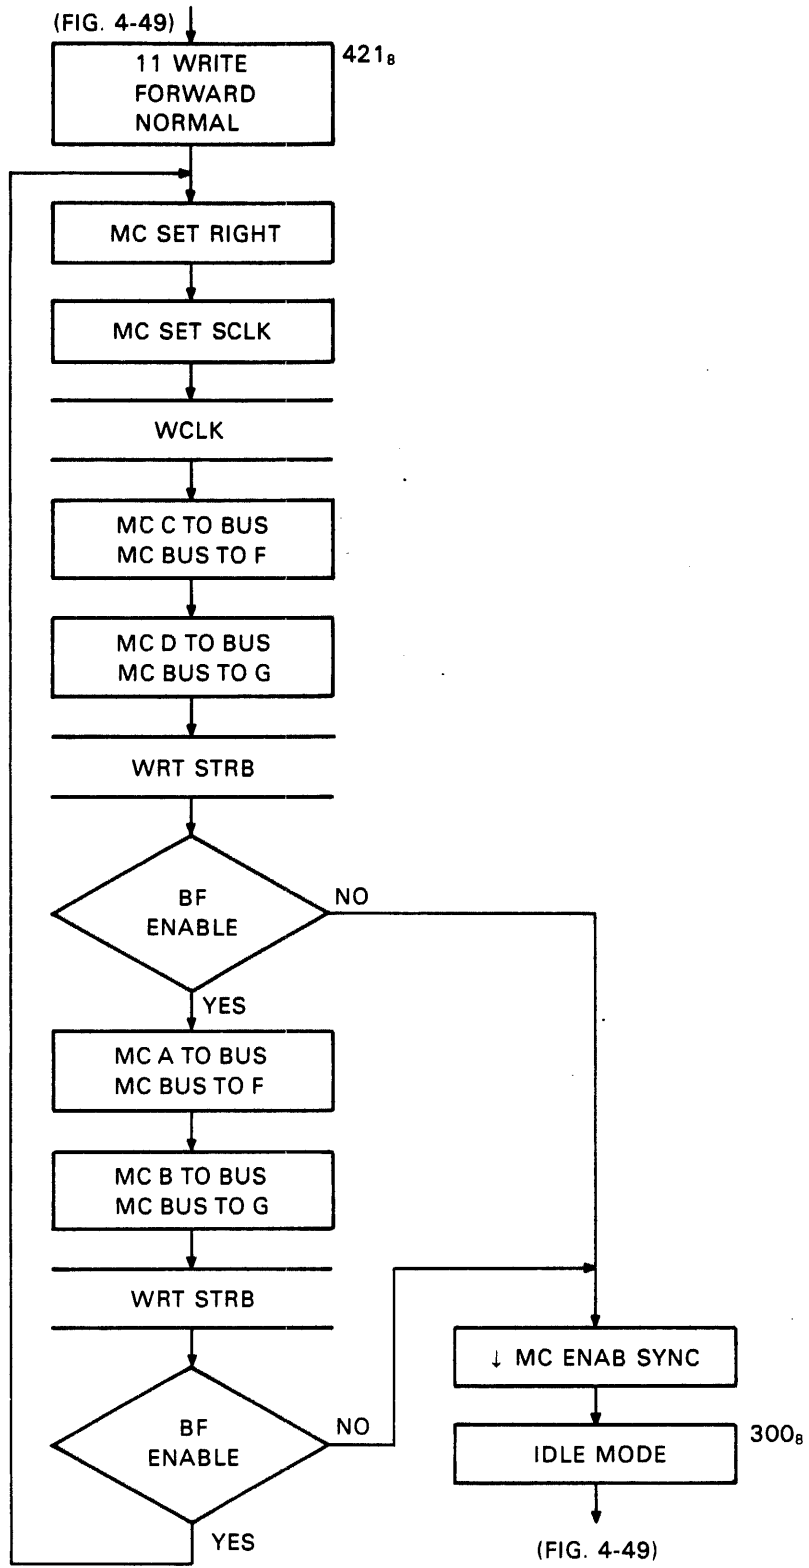 (FIG. 4-49)
11 WRITE
FORWARD
NORMAL
421₈
MC SET RIGHT
MC SET SCLK
WCLK
MC C TO BUS
MC BUS TO F
MC D TO BUS
MC BUS TO G
WRT STRB
BF
ENABLE
NO
YES
MC A TO BUS
MC BUS TO F
MC B TO BUS
MC BUS TO G
WRT STRB
BF
ENABLE
NO
YES
↓ MC ENAB SYNC
IDLE MODE
300₈
(FIG. 4-49)